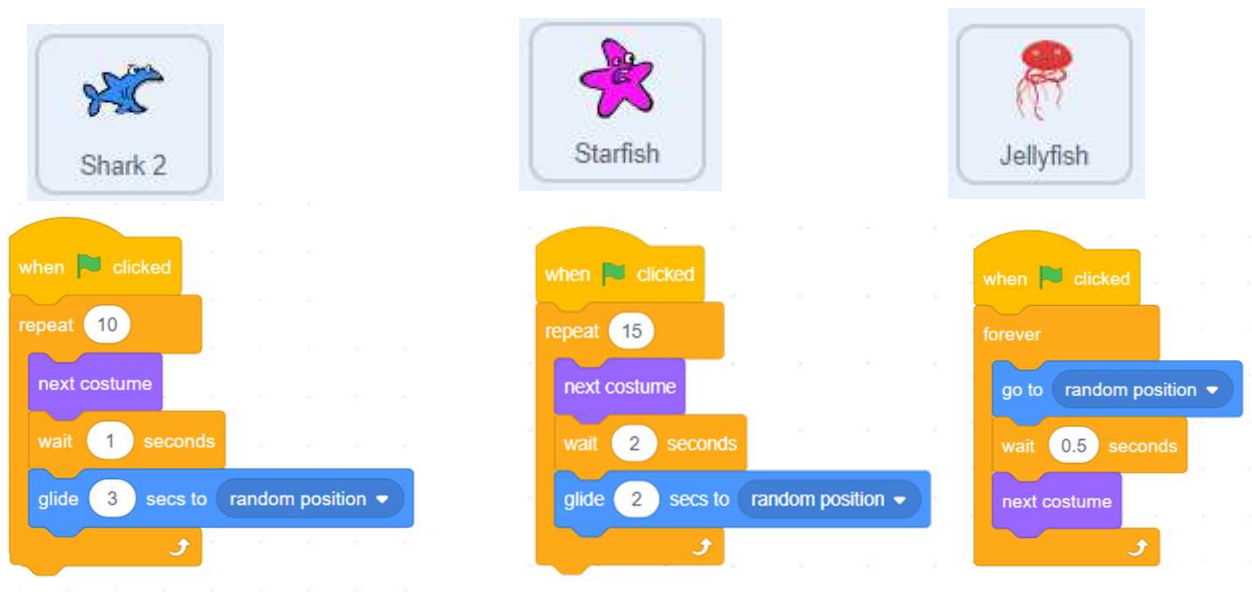 Shark 2
when clicked
repeat 10
next costume
wait 1 seconds
glide 3 secs to random position
Starfish
when clicked
repeat 15
next costume
wait 2 seconds
glide 2 secs to random position
Jellyfish
when clicked
forever
go to random position
wait 0.5 seconds
next costume